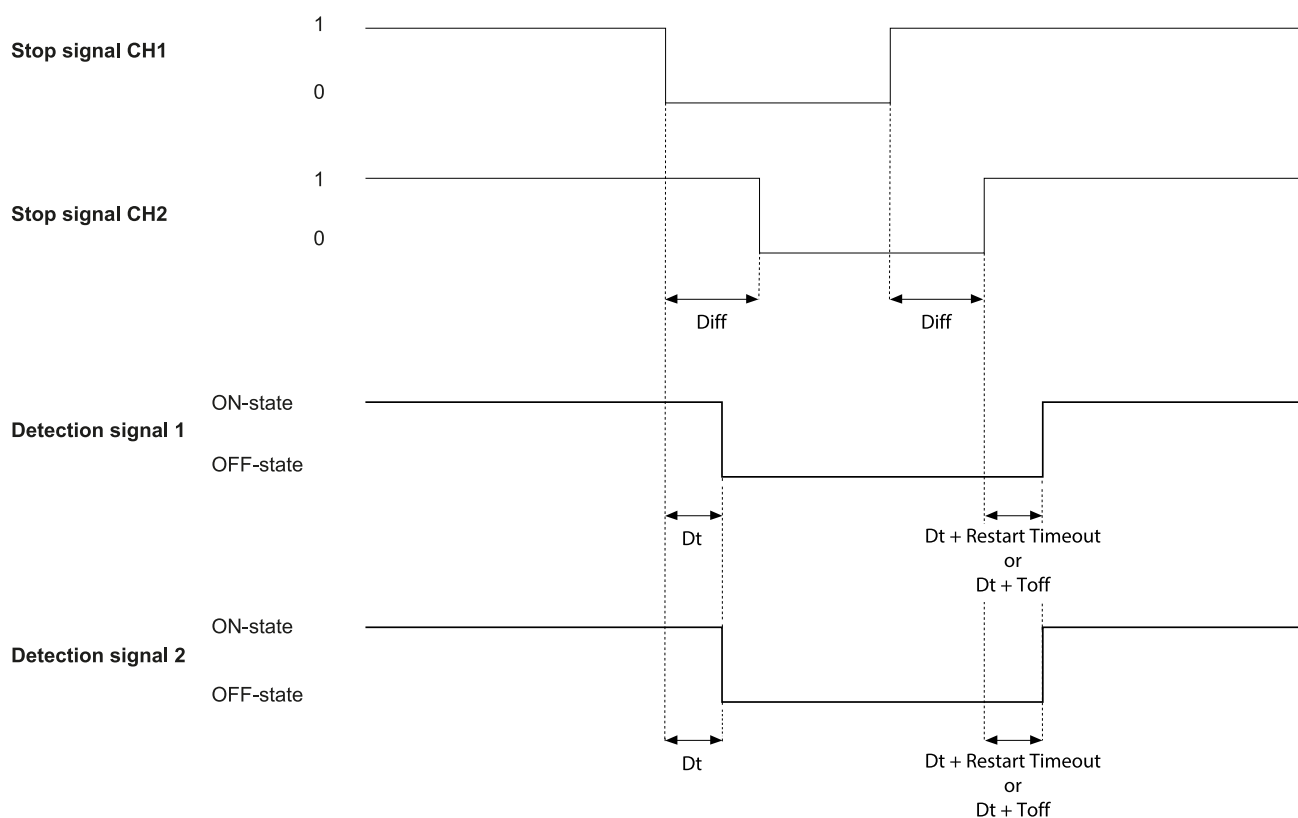 Stop signal CH1
1
0
Stop signal CH2
1
0
Diff
Diff
Detection signal 1
ON-state
OFF-state
Dt
Dt + Restart Timeout
or
Dt + Toff
Detection signal 2
ON-state
OFF-state
Dt
Dt + Restart Timeout
or
Dt + Toff